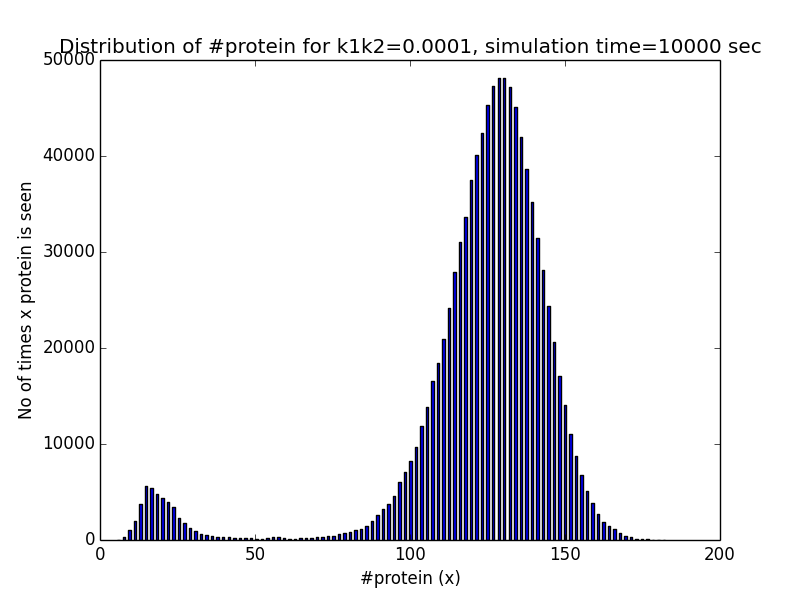 Distribution of #protein for k1k2=0.0001, simulation time=10000 sec
50000
40000
30000
20000
10000
0
No of times x protein is seen
0 50 100 150 200
#protein (x)